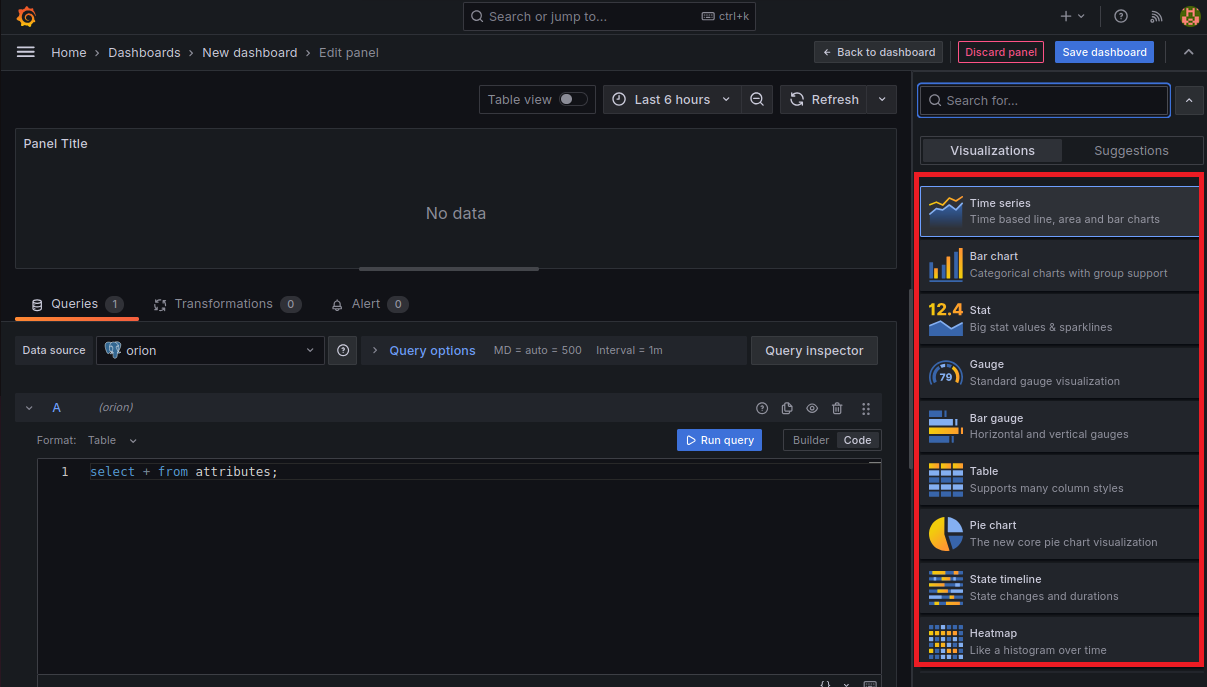 Search or jump to... ctrl+k
Home › Dashboards › New dashboard › Edit panel
← Back to dashboard Discard panel Save dashboard
Table view Last 6 hours Refresh
Search for...
Visualizations Suggestions
Panel Title
No data
Time series
Time based line, area and bar charts
Bar chart
Categorical charts with group support
12.4
Stat
Big stat values & sparklines
79
Gauge
Standard gauge visualization
Bar gauge
Horizontal and vertical gauges
Table
Supports many column styles
Pie chart
The new core pie chart visualization
State timeline
State changes and durations
Heatmap
Like a histogram over time
Queries 1 Transformations 0 Alert 0
Data source orion Query options MD = auto = 500 Interval = 1m Query inspector
A (orion)
Format: Table Run query Builder Code
1 select + from attributes;
{}